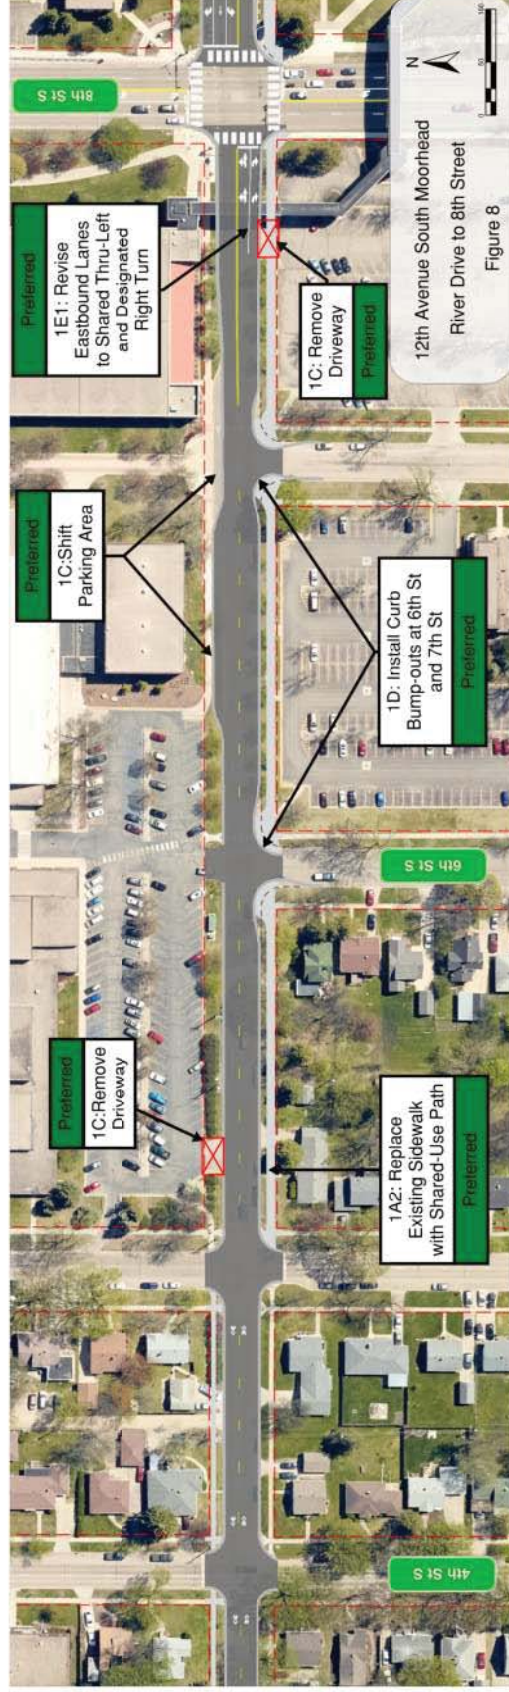 Preferred
1C:Remove
Driveway
Preferred
1C:Shift
Parking Area
Preferred
1E1: Revise
Eastbound Lanes
to Shared Thru-Left
and Designated
Right Turn
8th St S
4th St S
1A2: Replace
Existing Sidewalk
with Shared-Use Path
Preferred
6th St S
1D: Install Curb
Bump-outs at 6th St
and 7th St
Preferred
1C: Remove
Driveway
Preferred
12th Avenue South Moorhead
River Drive to 8th Street
Figure 8
N
0
50
100